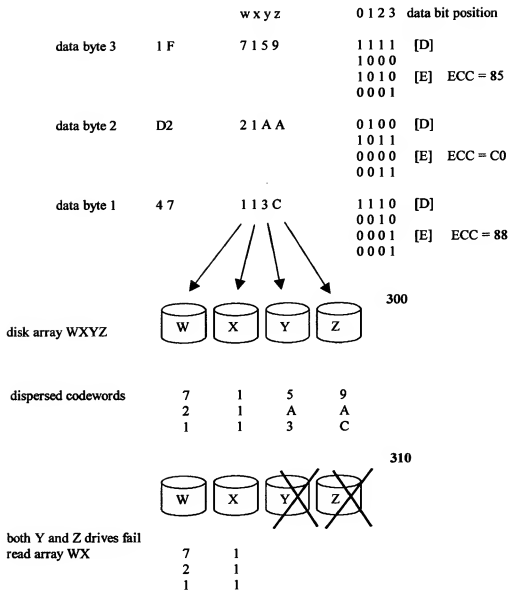 w x y z 0 1 2 3 data bit position
data byte 3 1 F 7 1 5 9 1 1 1 1 [D]
1 0 0 0
1 0 1 0 [E] ECC = 85
0 0 0 1
data byte 2 D2 2 1 A A 0 1 0 0 [D]
1 0 1 1
0 0 0 0 [E] ECC = C0
0 0 1 1
data byte 1 4 7 1 1 3 C 1 1 1 0 [D]
0 0 1 0
0 0 0 1 [E] ECC = 88
0 0 0 1
300
disk array WXYZ W X Y Z
dispersed codewords 7 1 5 9
2 1 A A
1 1 3 C
310
W X Y Z
both Y and Z drives fail
read array WX 7 1
2 1
1 1